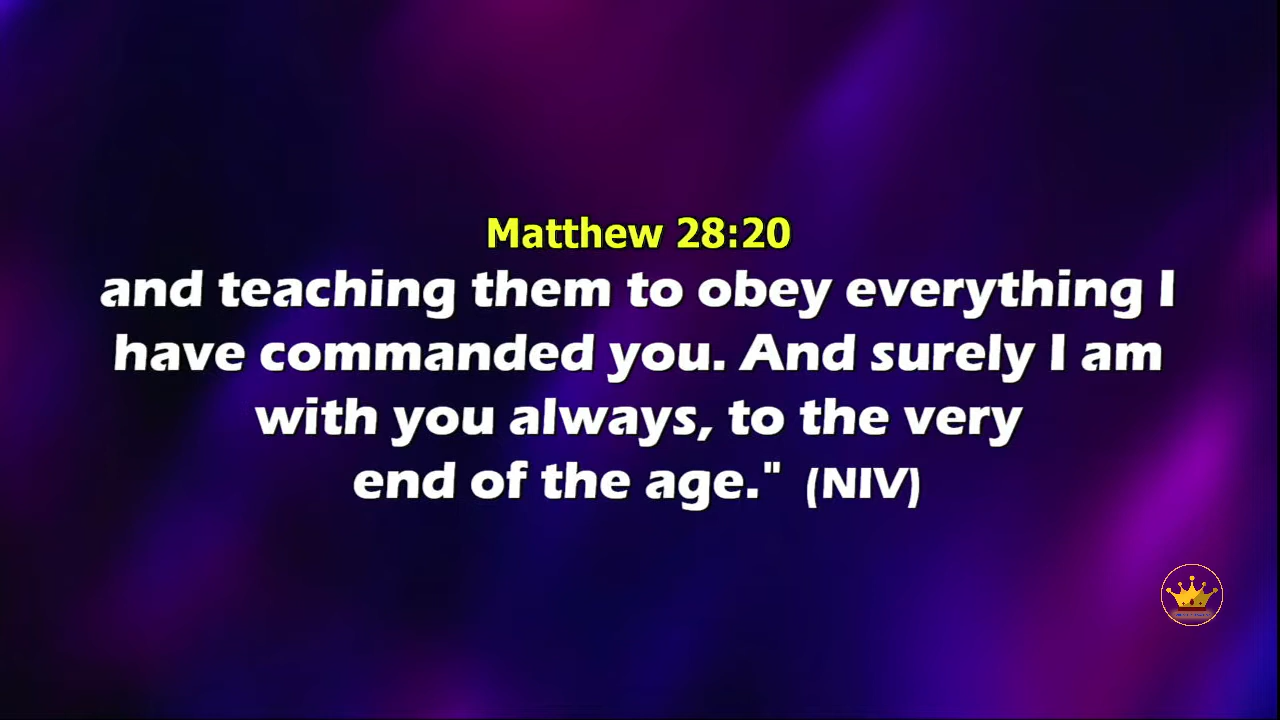 Matthew 28:20
and teaching them to obey everything I
have commanded you. And surely I am
with you always, to the very
end of the age." (NIV)